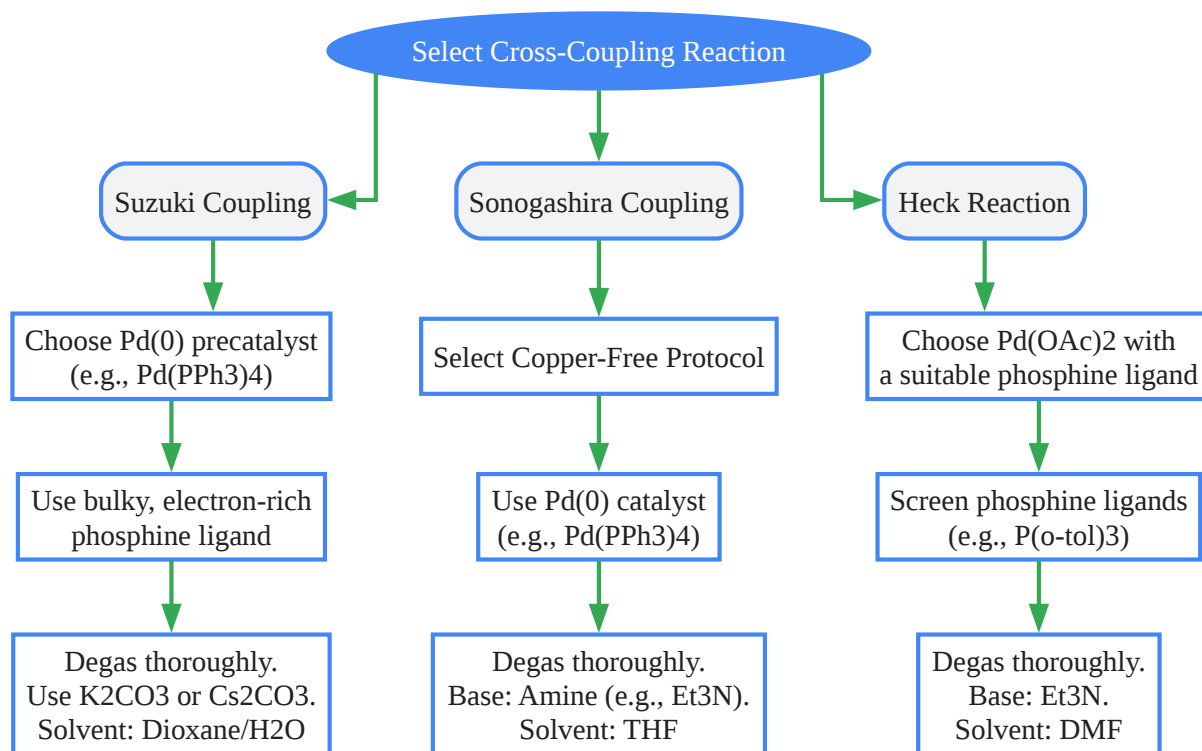 Select Cross-Coupling Reaction
Suzuki Coupling
Sonogashira Coupling
Heck Reaction
Choose Pd(0) precatalyst
(e.g., Pd(PPh3)4)
Select Copper-Free Protocol
Choose Pd(OAc)2 with
a suitable phosphine ligand
Use bulky, electron-rich
phosphine ligand
Use Pd(0) catalyst
(e.g., Pd(PPh3)4)
Screen phosphine ligands
(e.g., P(o-tol)3)
Degas thoroughly.
Use K2CO3 or Cs2CO3.
Solvent: Dioxane/H2O
Degas thoroughly.
Base: Amine (e.g., Et3N).
Solvent: THF
Degas thoroughly.
Base: Et3N.
Solvent: DMF